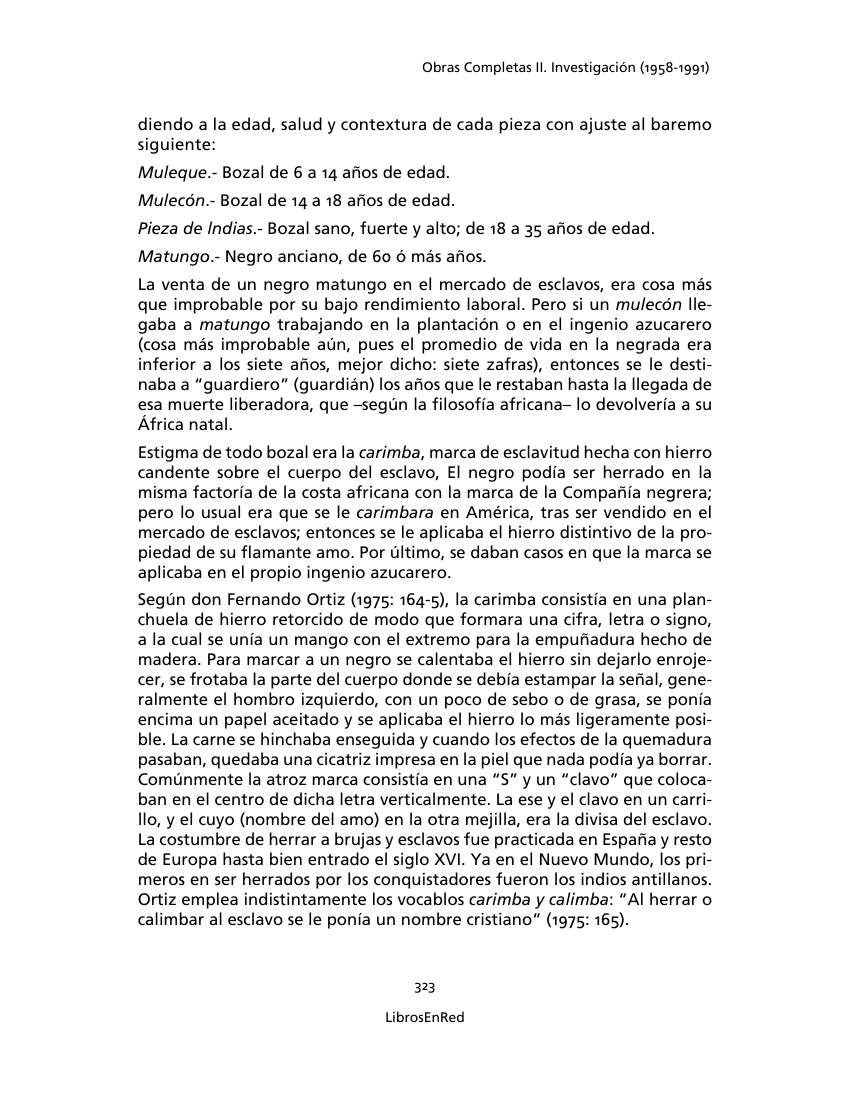 Obras Completas II. Investigación (1958-1991)
diendo a la edad, salud y contextura de cada pieza con ajuste al baremo
siguiente:
Muleque.- Bozal de 6 a 14 años de edad.
Mulecón.- Bozal de 14 a 18 años de edad.
Pieza de lndias.- Bozal sano, fuerte y alto; de 18 a 35 años de edad.
Matungo.- Negro anciano, de 60 ó más años.
La venta de un negro matungo en el mercado de esclavos, era cosa más
que improbable por su bajo rendimiento laboral. Pero si un mulecón lle-
gaba a matungo trabajando en la plantación o en el ingenio azucarero
(cosa más improbable aún, pues el promedio de vida en la negrada era
inferior a los siete años, mejor dicho: siete zafras), entonces se le desti-
naba a “guardiero” (guardián) los años que le restaban hasta la llegada de
esa muerte liberadora, que –según la filosofía africana– lo devolvería a su
África natal.
Estigma de todo bozal era la carimba, marca de esclavitud hecha con hierro
candente sobre el cuerpo del esclavo, El negro podía ser herrado en la
misma factoría de la costa africana con la marca de la Compañía negrera;
pero lo usual era que se le carimbara en América, tras ser vendido en el
mercado de esclavos; entonces se le aplicaba el hierro distintivo de la pro-
piedad de su flamante amo. Por último, se daban casos en que la marca se
aplicaba en el propio ingenio azucarero.
Según don Fernando Ortiz (1975: 164-5), la carimba consistía en una plan-
chuela de hierro retorcido de modo que formara una cifra, letra o signo,
a la cual se unía un mango con el extremo para la empuñadura hecho de
madera. Para marcar a un negro se calentaba el hierro sin dejarlo enroje-
cer, se frotaba la parte del cuerpo donde se debía estampar la señal, gene-
ralmente el hombro izquierdo, con un poco de sebo o de grasa, se ponía
encima un papel aceitado y se aplicaba el hierro lo más ligeramente posi-
ble. La carne se hinchaba enseguida y cuando los efectos de la quemadura
pasaban, quedaba una cicatriz impresa en la piel que nada podía ya borrar.
Comúnmente la atroz marca consistía en una “S” y un “clavo” que coloca-
ban en el centro de dicha letra verticalmente. La ese y el clavo en un carri-
llo, y el cuyo (nombre del amo) en la otra mejilla, era la divisa del esclavo.
La costumbre de herrar a brujas y esclavos fue practicada en España y resto
de Europa hasta bien entrado el siglo XVI. Ya en el Nuevo Mundo, los pri-
meros en ser herrados por los conquistadores fueron los indios antillanos.
Ortiz emplea indistintamente los vocablos carimba y calimba: “Al herrar o
calimbar al esclavo se le ponía un nombre cristiano” (1975: 165).
323
LibrosEnRed